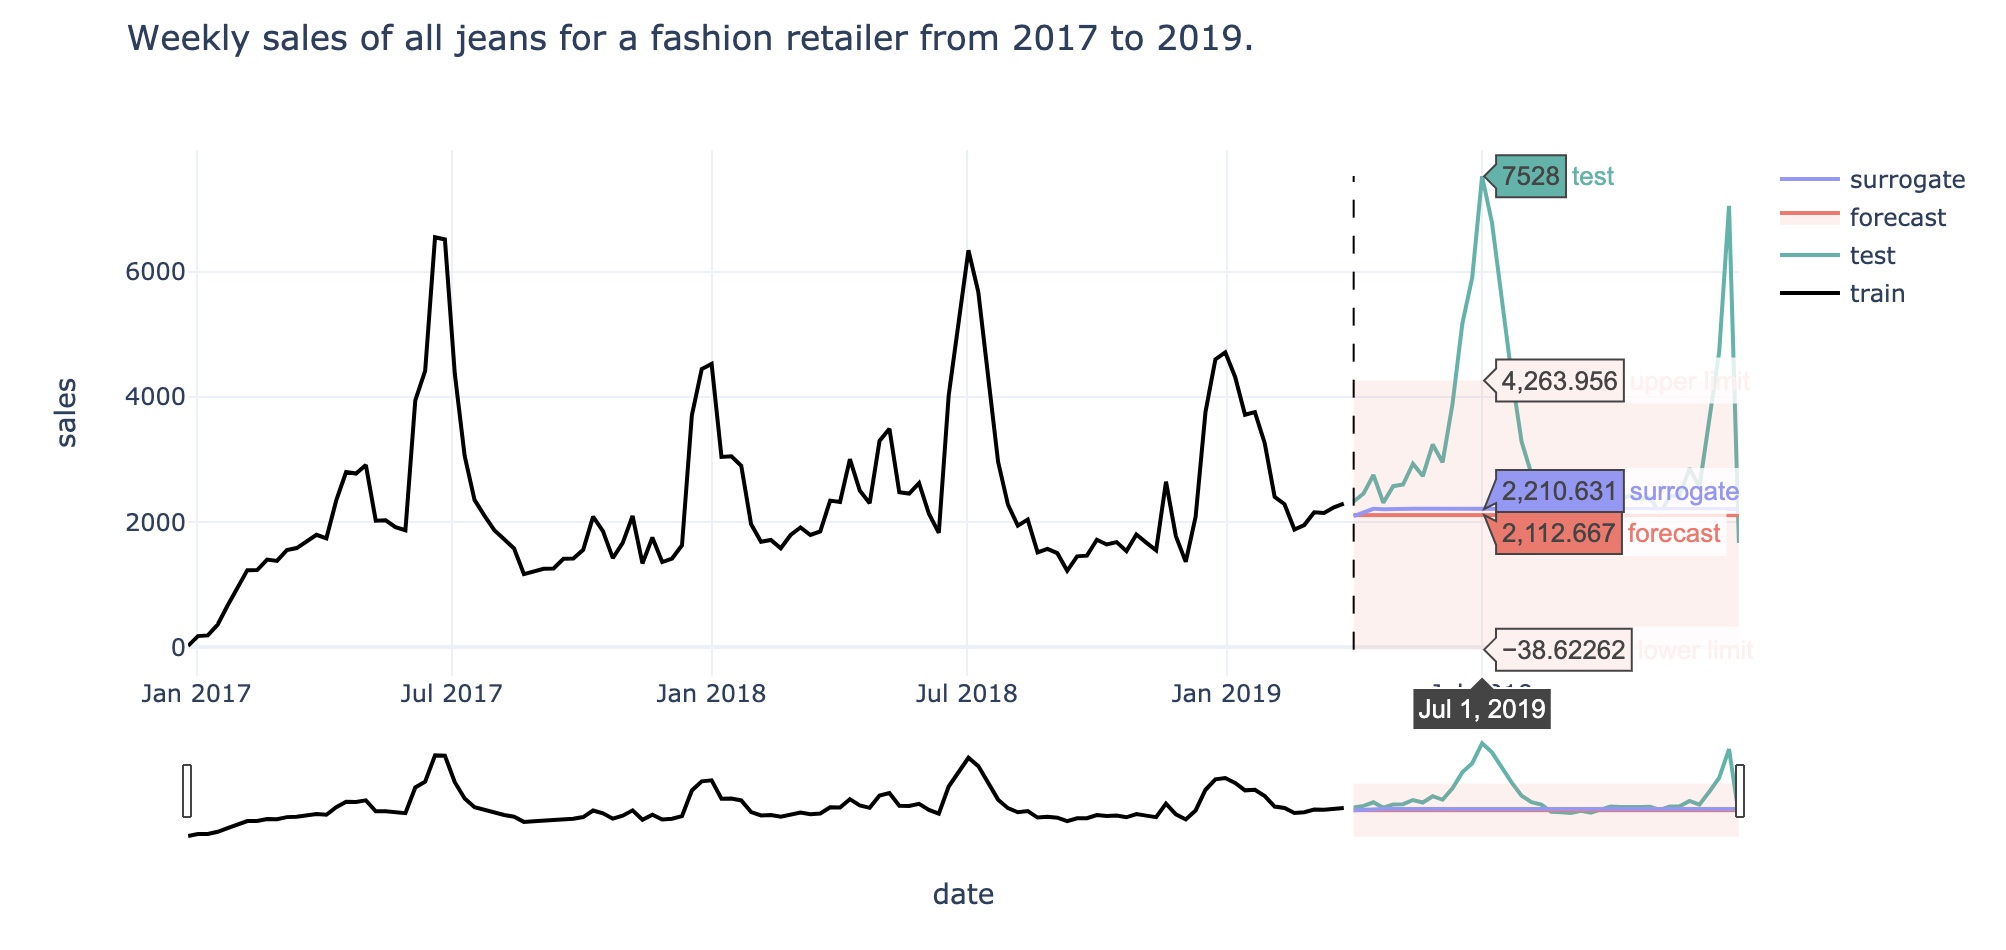 Weekly sales of all jeans for a fashion retailer from 2017 to 2019.
7528 test
surrogate
forecast
test
train
6000
4,263.956 upper limit
4000
sales
2,210.631 surrogate
2000
2,112.667 forecast
0
−38.62262 lower limit
Jan 2017
Jul 2017
Jan 2018
Jul 2018
Jan 2019
Jul 1, 2019
date